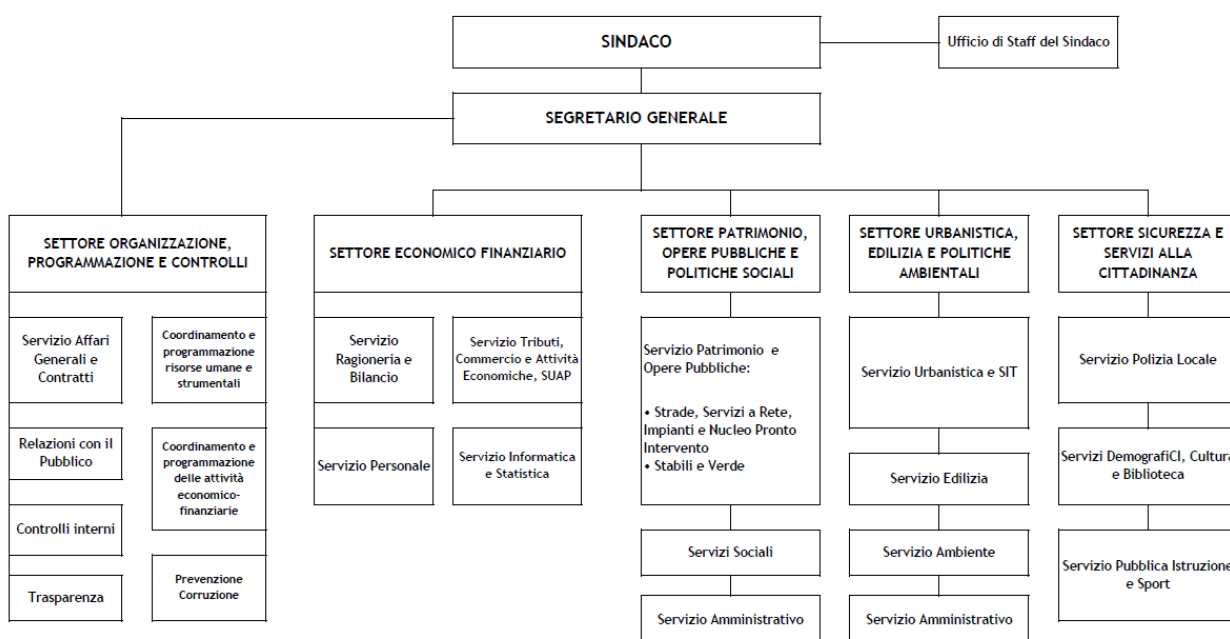 SINDACO
Ufficio di Staff del Sindaco
SEGRETARIO GENERALE
SETTORE ORGANIZZAZIONE,
PROGRAMMAZIONE E CONTROLLI
SETTORE ECONOMICO FINANZIARIO
SETTORE PATRIMONIO,
OPERE PUBBLICHE E
POLITICHE SOCIALI
SETTORE URBANISTICA,
EDILIZIA E POLITICHE
AMBIENTALI
SETTORE SICUREZZA E
SERVIZI ALLA
CITTADINANZA
Servizio Affari
Generali e
Contratti
Coordinamento e
programmazione
risorse umane e
strumentali
Relazioni con il
Pubblico
Coordinamento e
programmazione
delle attività
economico-
finanziarie
Controlli interni
Prevenzione
Corruzione
Trasparenza
Servizio
Ragioneria e
Bilancio
Servizio Tributi,
Commercio e Attività
Economiche, SUAP
Servizio Personale
Servizio Informatica
e Statistica
Servizio Patrimonio e
Opere Pubbliche:
• Strade, Servizi a Rete,
Impianti e Nucleo Pronto
Intervento
• Stabili e Verde
Servizi Sociali
Servizio Amministrativo
Servizio Urbanistica e SIT
Servizio Edilizia
Servizio Ambiente
Servizio Amministrativo
Servizio Polizia Locale
Servizi DemografiCI, Cultura
e Biblioteca
Servizio Pubblica Istruzione
e Sport